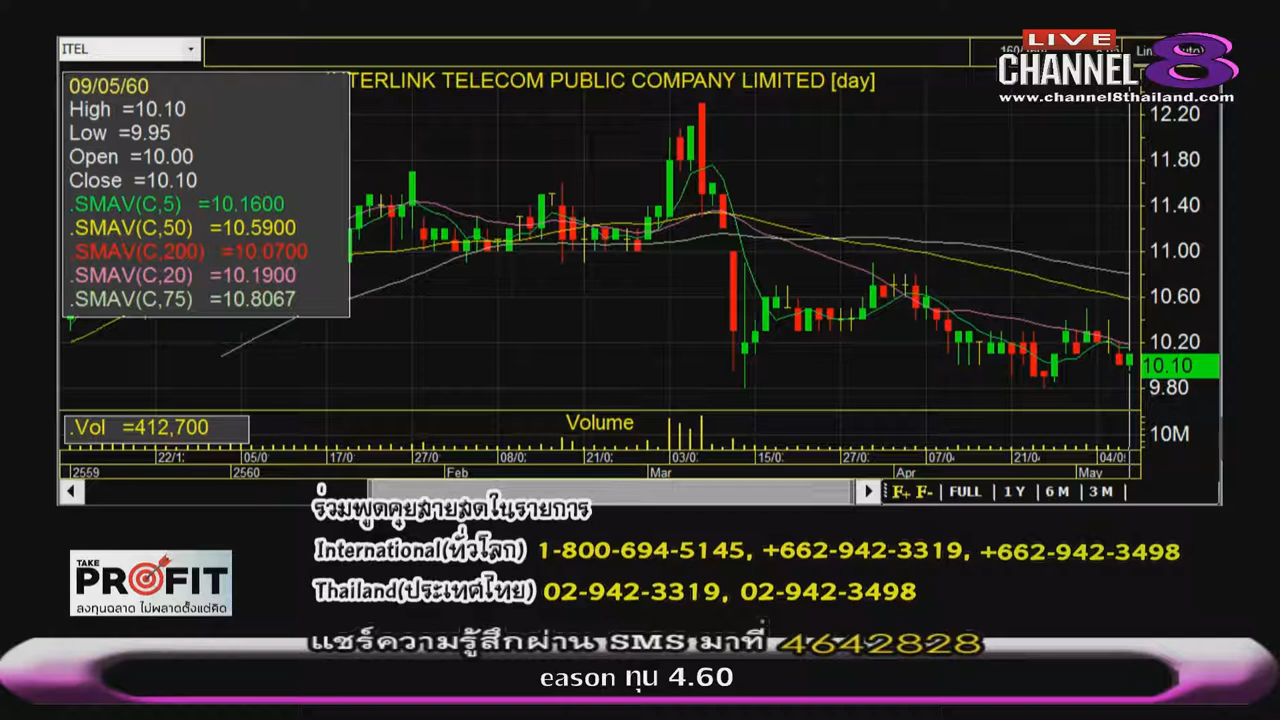 ITEL
LIVE
CHANNEL 8
www.channel8thailand.com
TERLINK TELECOM PUBLIC COMPANY LIMITED [day]
09/05/60
High =10.10
Low =9.95
Open =10.00
Close =10.10
.SMAV(C,5) =10.1600
.SMAV(C,50) =10.5900
.SMAV(C,200) =10.0700
.SMAV(C,20) =10.1900
.SMAV(C,75) =10.8067
12.20
11.80
11.40
11.00
10.60
10.20
10.10
9.80
.Vol =412,700
Volume
10M
22/1: 05/0 17/0: 27/0: 08/0: 21/0: 03/0: 15/0: 27/0: 07/0: 21/0: 04/0:
2559 2560 Feb Mar Apr May
0
F+ F- FULL 1 Y 6 M 3 M
ร่วมพูดคุยสายสดในรายการ
International(ทั่วโลก) 1-800-694-5145, +662-942-3319, +662-942-3498
Thailand(ประเทศไทย) 02-942-3319, 02-942-3498
TAKE
PROFIT
ลงทุนฉลาด ไม่พลาดตั้งแต่คิด
แชร์ความรู้สึกผ่าน SMS มาที่ 4642828
eason ทุน 4.60